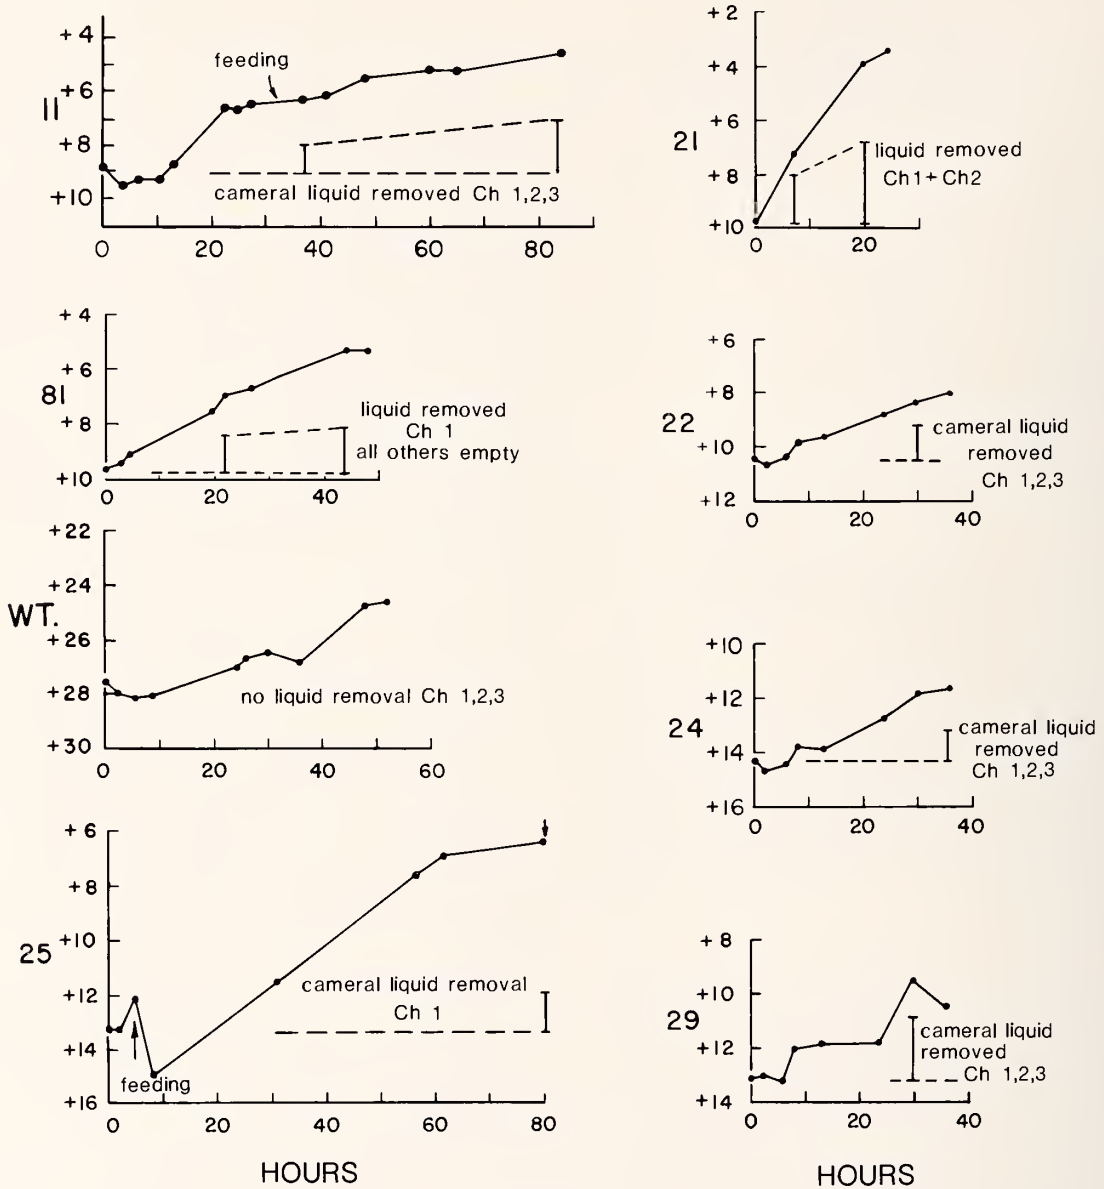 11
+4
+6
+8
+10
feeding
cameral liquid removed Ch 1,2,3
0 20 40 60 80
21
+2
+4
+6
+8
+10
liquid removed
Ch1+Ch2
0 20
81
+4
+6
+8
+10
liquid removed
Ch 1
all others empty
0 20 40
22
+6
+8
+10
+12
cameral liquid
removed
Ch 1,2,3
0 20 40
WT.
+22
+24
+26
+28
+30
no liquid removal Ch 1,2,3
0 20 40 60
24
+10
+12
+14
+16
cameral liquid
removed
Ch 1,2,3
0 20 40
25
+6
+8
+10
+12
+14
+16
cameral liquid removal
Ch 1
feeding
0 20 40 60 80
HOURS
29
+8
+10
+12
+14
cameral liquid
removed
Ch 1,2,3
0 20 40
HOURS